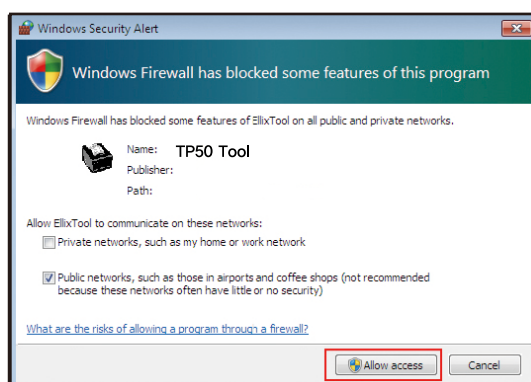 Windows Security Alert
Windows Firewall has blocked some features of this program
Windows Firewall has blocked some features of EllixTool on all public and private networks.
Name: TP50 Tool
Publisher:
Path:
Allow EllixTool to communicate on these networks:
Private networks, such as my home or work network
Public networks, such as those in airports and coffee shops (not recommended
because these networks often have little or no security)
What are the risks of allowing a program through a firewall?
Allow access Cancel